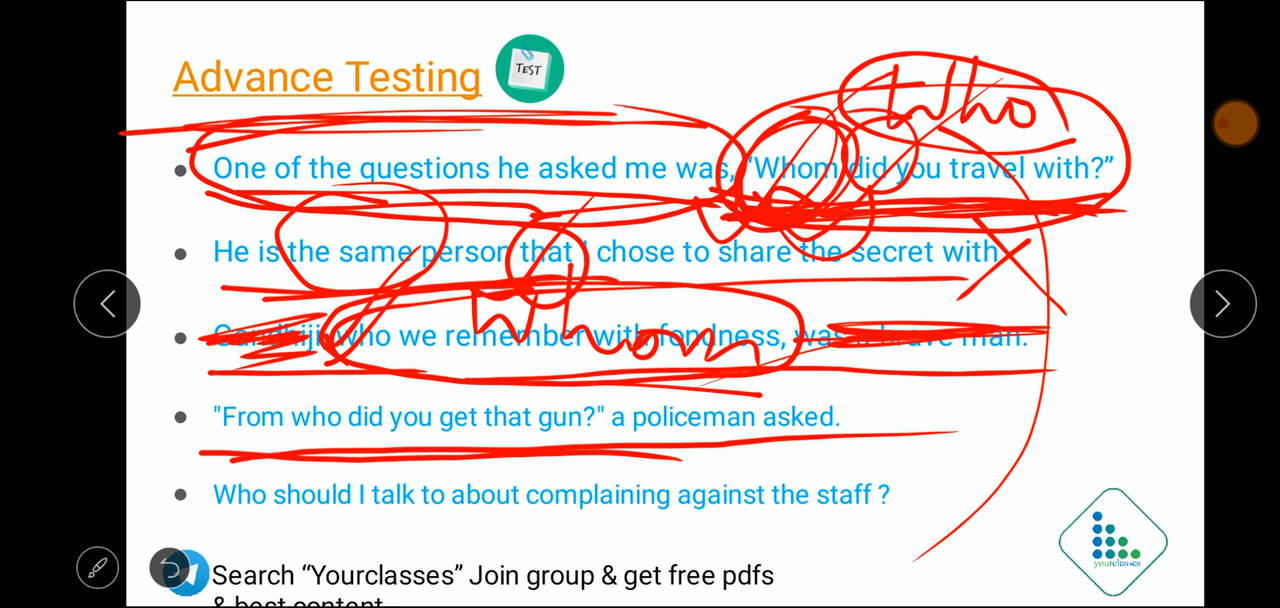 Advance Testing
TEST
Who
One of the questions he asked me was, “Whom did you travel with?”
He is the same person that I chose to share the secret with
Gandhiji, who we remember with fondness, was a brave man.
Whom
"From who did you get that gun?" a policeman asked.
Who should I talk to about complaining against the staff ?
yourclasses
Search “Yourclasses” Join group & get free pdfs
& best content